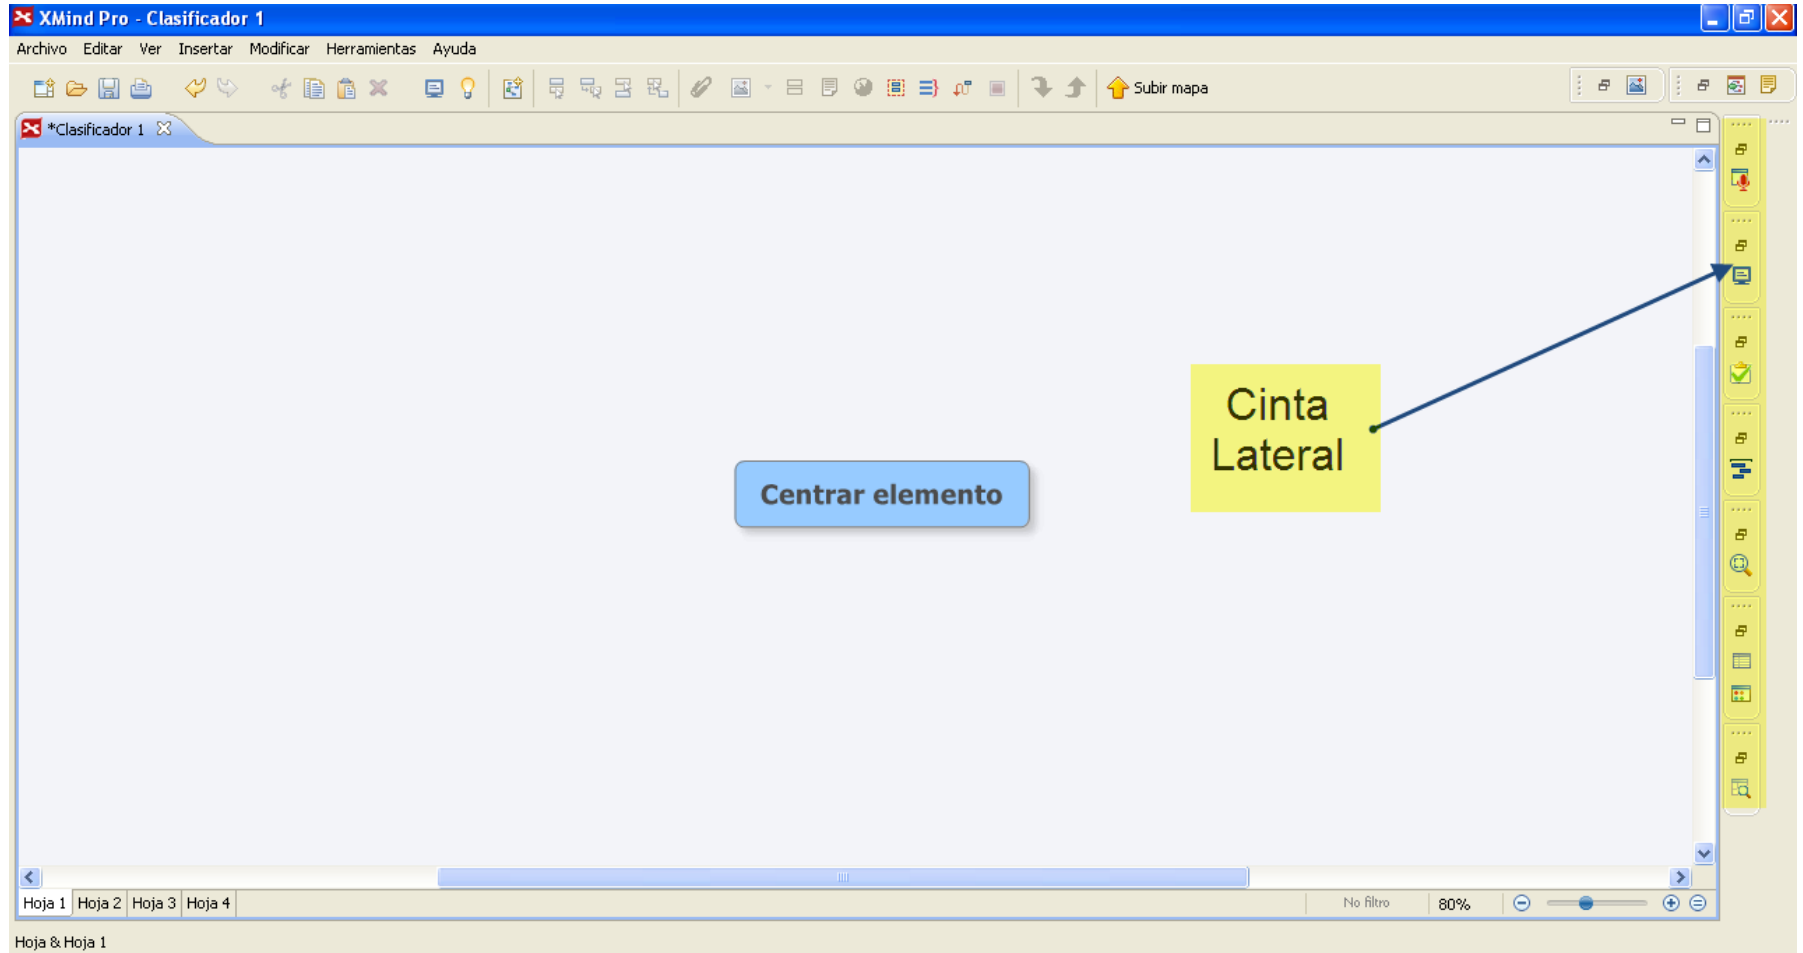 XMind Pro - Clasificador 1
Archivo Editar Ver Insertar Modificar Herramientas Ayuda
Subir mapa
*Clasificador 1
Cinta
Lateral
Centrar elemento
Hoja 1 Hoja 2 Hoja 3 Hoja 4
No filtro 80%
Hoja & Hoja 1